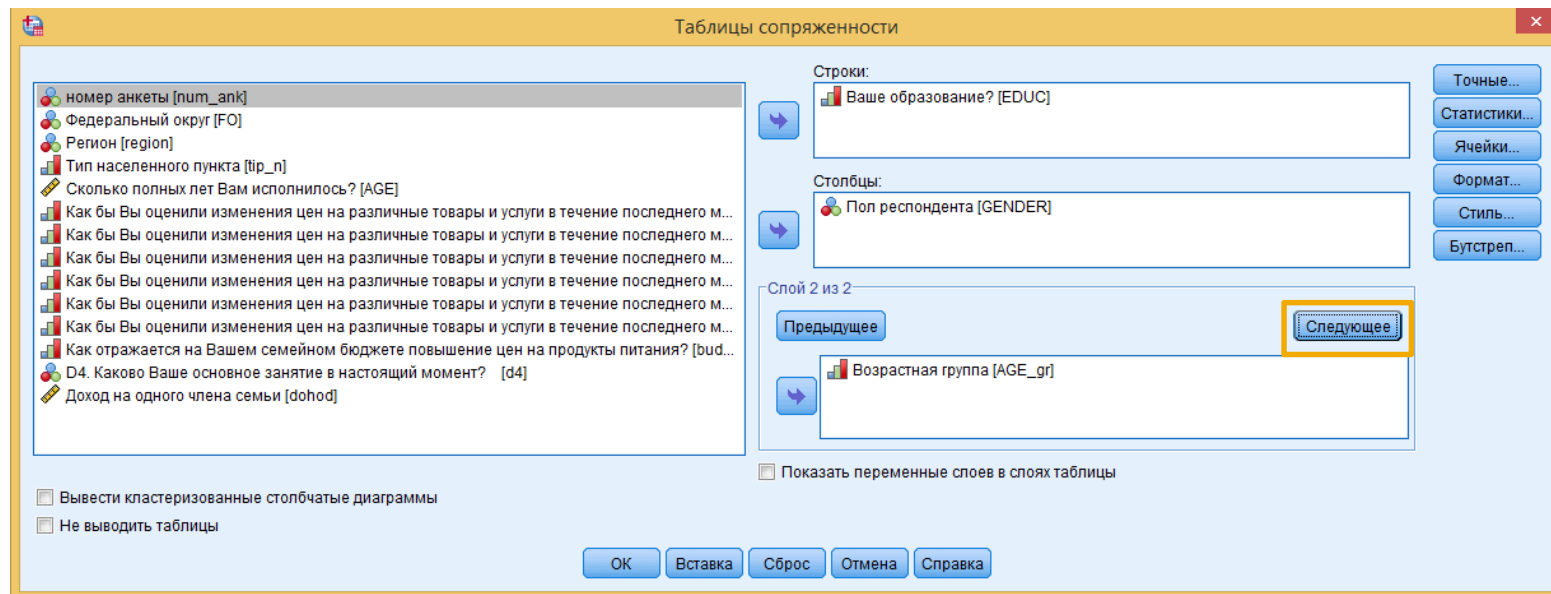 Таблицы сопряженности
номер анкеты [num_ank]
Федеральный округ [FO]
Регион [region]
Тип населенного пункта [tip_n]
Сколько полных лет Вам исполнилось? [AGE]
Как бы Вы оценили изменения цен на различные товары и услуги в течение последнего м...
Как бы Вы оценили изменения цен на различные товары и услуги в течение последнего м...
Как бы Вы оценили изменения цен на различные товары и услуги в течение последнего м...
Как бы Вы оценили изменения цен на различные товары и услуги в течение последнего м...
Как бы Вы оценили изменения цен на различные товары и услуги в течение последнего м...
Как бы Вы оценили изменения цен на различные товары и услуги в течение последнего м...
Как отражается на Вашем семейном бюджете повышение цен на продукты питания? [bud...
D4. Каково Ваше основное занятие в настоящий момент? [d4]
Доход на одного члена семьи [dohod]
Строки:
Ваше образование? [EDUC]
Столбцы:
Пол респондента [GENDER]
Слой 2 из 2
Предыдущее
Следующее
Возрастная группа [AGE_gr]
Показать переменные слоев в слоях таблицы
Точные...
Статистики...
Ячейки...
Формат...
Стиль...
Бутстреп...
Вывести кластеризованные столбчатые диаграммы
Не выводить таблицы
ОК
Вставка
Сброс
Отмена
Справка